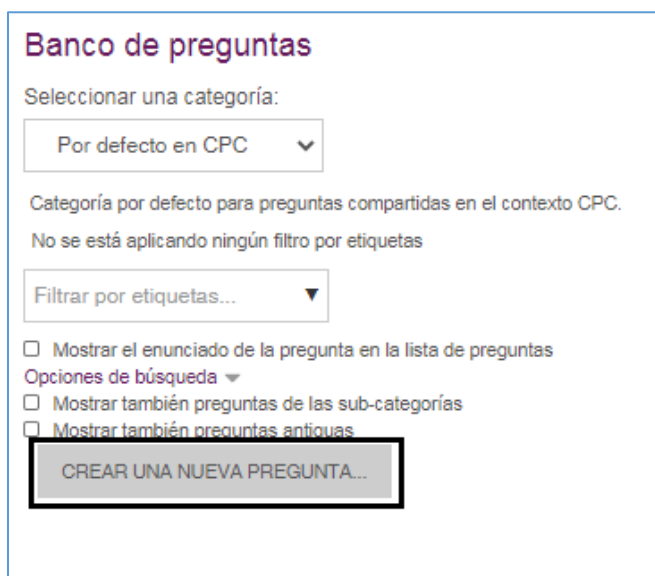 Banco de preguntas
Seleccionar una categoría:
Por defecto en CPC
Categoría por defecto para preguntas compartidas en el contexto CPC.
No se está aplicando ningún filtro por etiquetas
Filtrar por etiquetas...
Mostrar el enunciado de la pregunta en la lista de preguntas
Opciones de búsqueda
Mostrar también preguntas de las sub-categorías
Mostrar también preguntas antiguas
CREAR UNA NUEVA PREGUNTA...